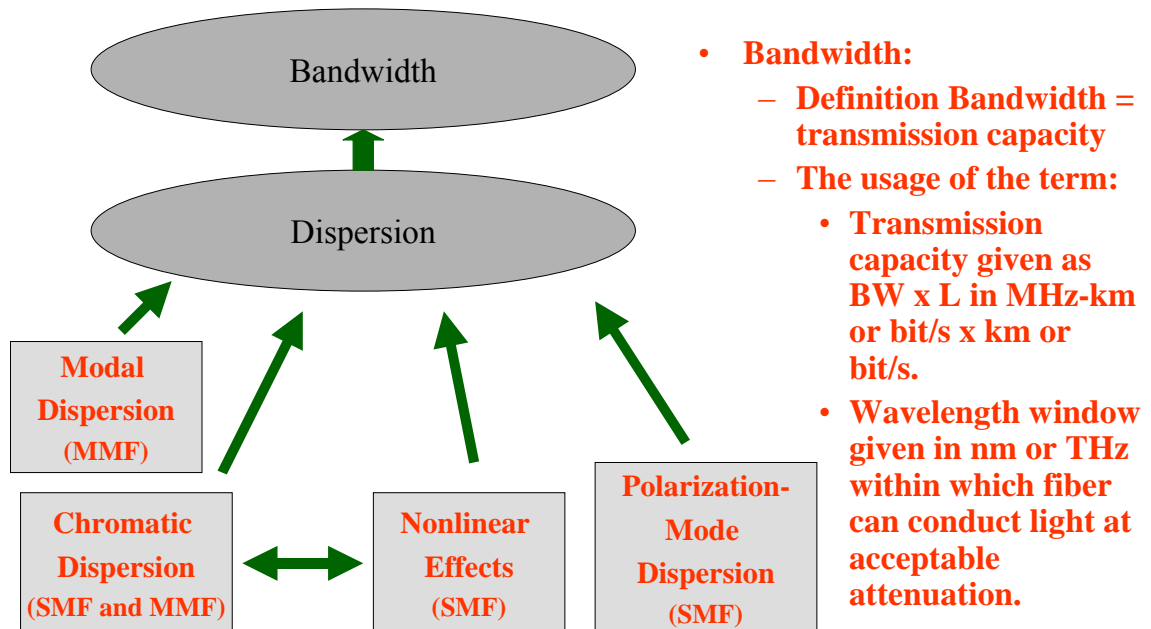 Bandwidth
Dispersion
Modal
Dispersion
(MMF)
Chromatic
Dispersion
(SMF and MMF)
Nonlinear
Effects
(SMF)
Polarization-
Mode
Dispersion
(SMF)
• Bandwidth:
– Definition Bandwidth =
transmission capacity
– The usage of the term:
• Transmission
capacity given as
BW x L in MHz-km
or bit/s x km or
bit/s.
• Wavelength window
given in nm or THz
within which fiber
can conduct light at
acceptable
attenuation.